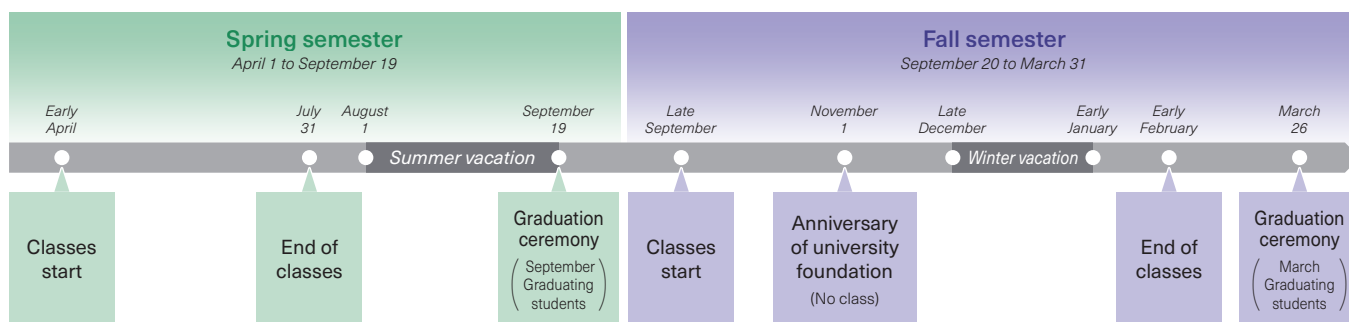 Spring semester
April 1 to September 19
Fall semester
September 20 to March 31
Early
April
July
31
August
1
September
19
Late
September
November
1
Late
December
Early
January
Early
February
March
26
Summer vacation
Winter vacation
Classes
start
End of
classes
Graduation
ceremony
(September
Graduating
students)
Classes
start
Anniversary
of university
foundation
(No class)
End of
classes
Graduation
ceremony
(March
Graduating
students)